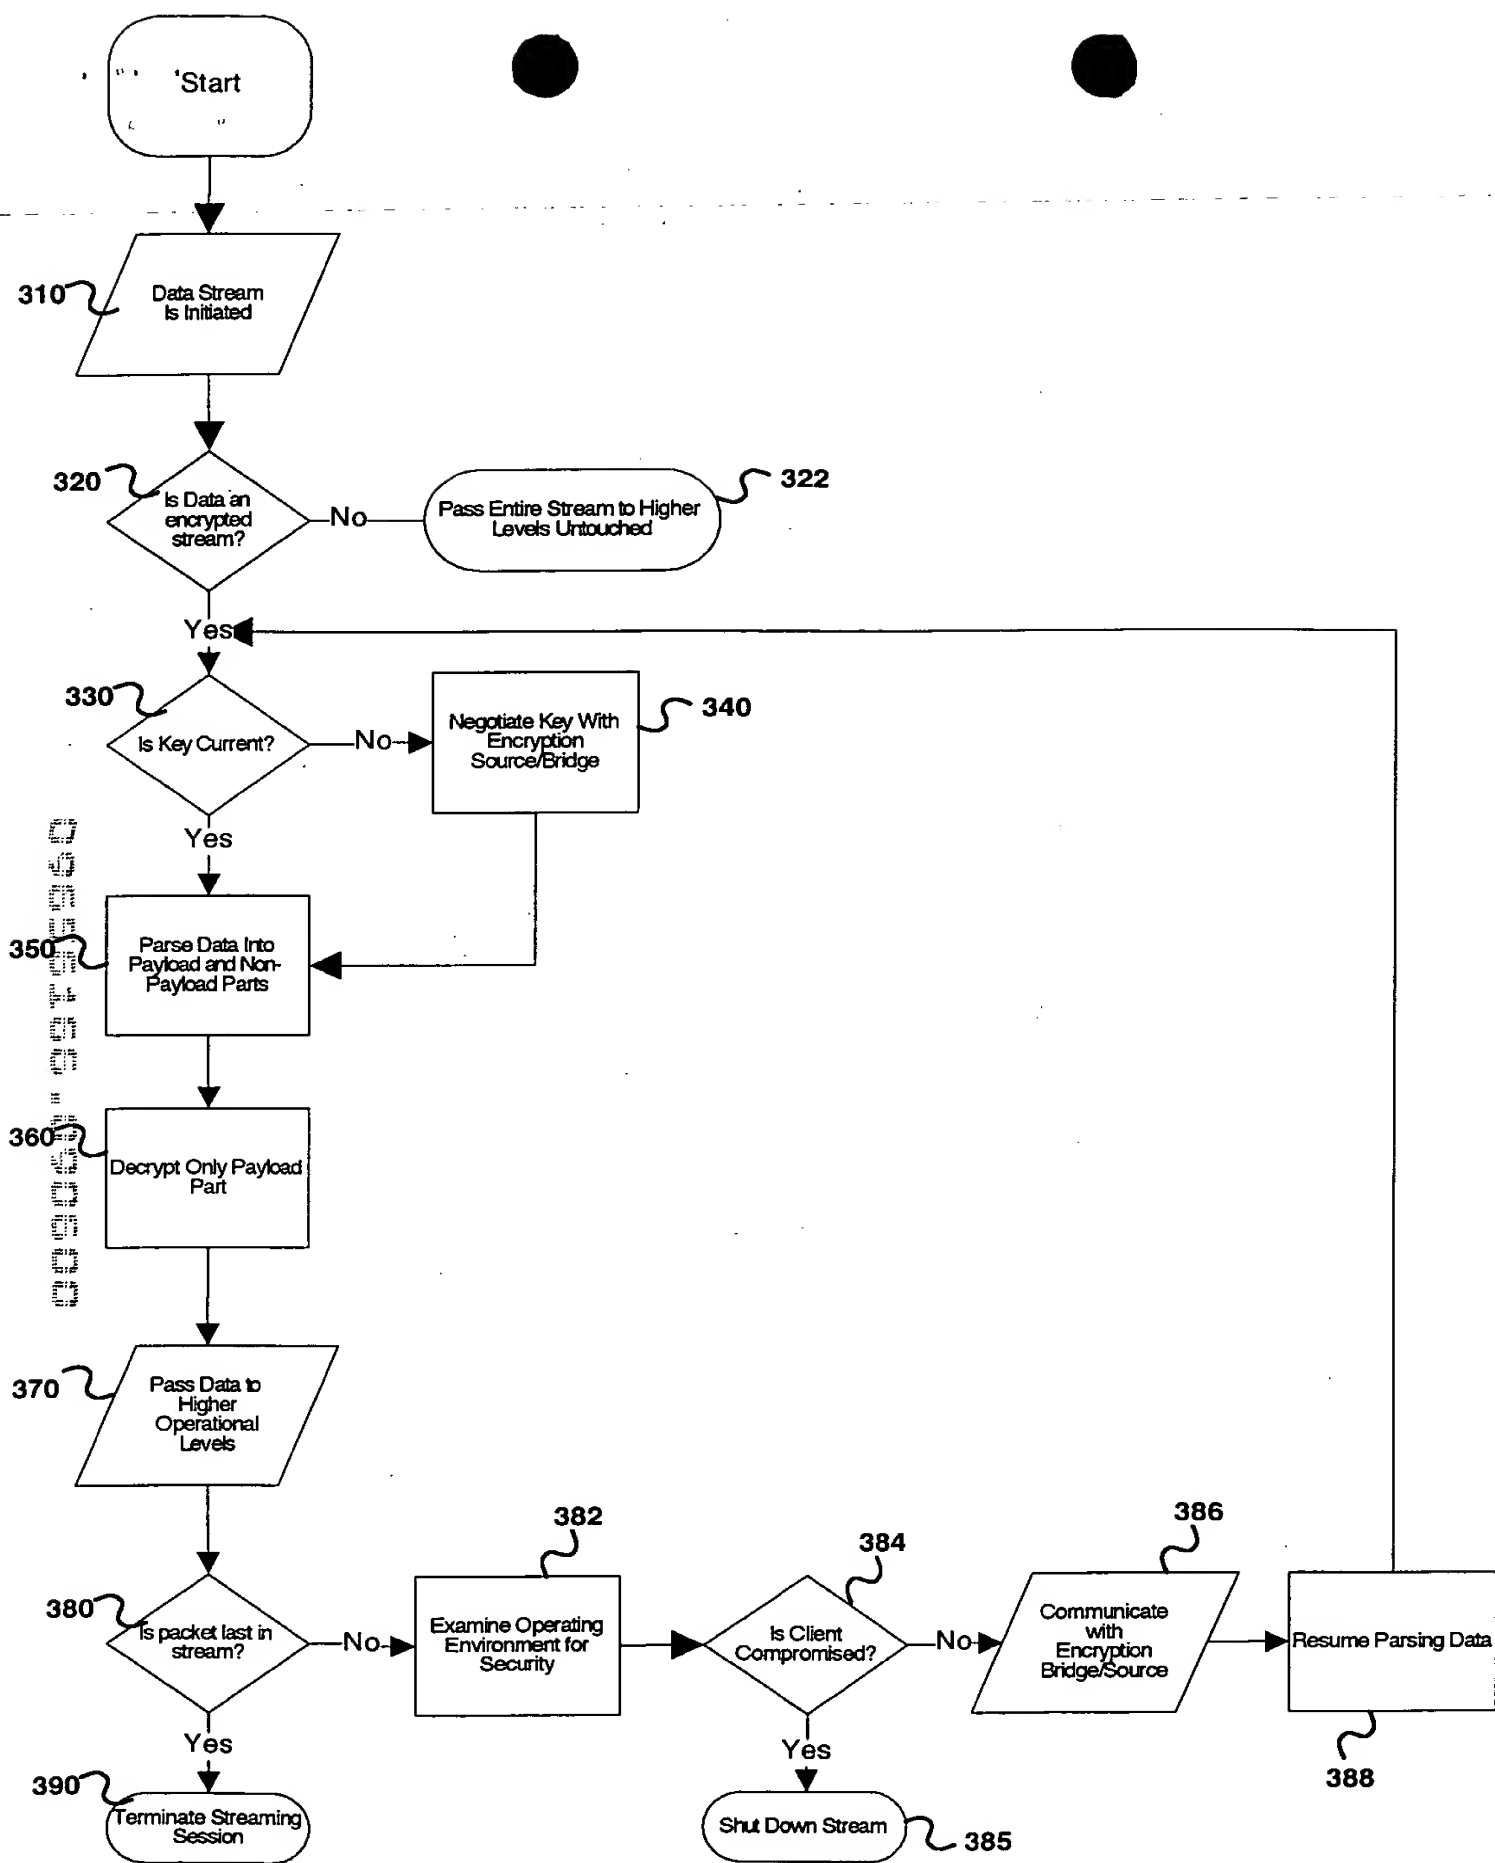 Start
310
Data Stream
Is Initiated
320
Is Data an
encrypted
stream?
No
Pass Entire Stream to Higher
Levels Untouched
322
Yes
330
Is Key Current?
No
Negotiate Key With
Encryption
Source/Bridge
340
Yes
350
Parse Data Into
Payload and Non-
Payload Parts
360
Decrypt Only Payload
Part
370
Pass Data to
Higher
Operational
Levels
380
Is packet last in
stream?
No
382
Examine Operating
Environment for
Security
384
Is Client
Compromised?
No
386
Communicate
with
Encryption
Bridge/Source
Resume Parsing Data
388
Yes
390
Terminate Streaming
Session
Yes
Shut Down Stream
385